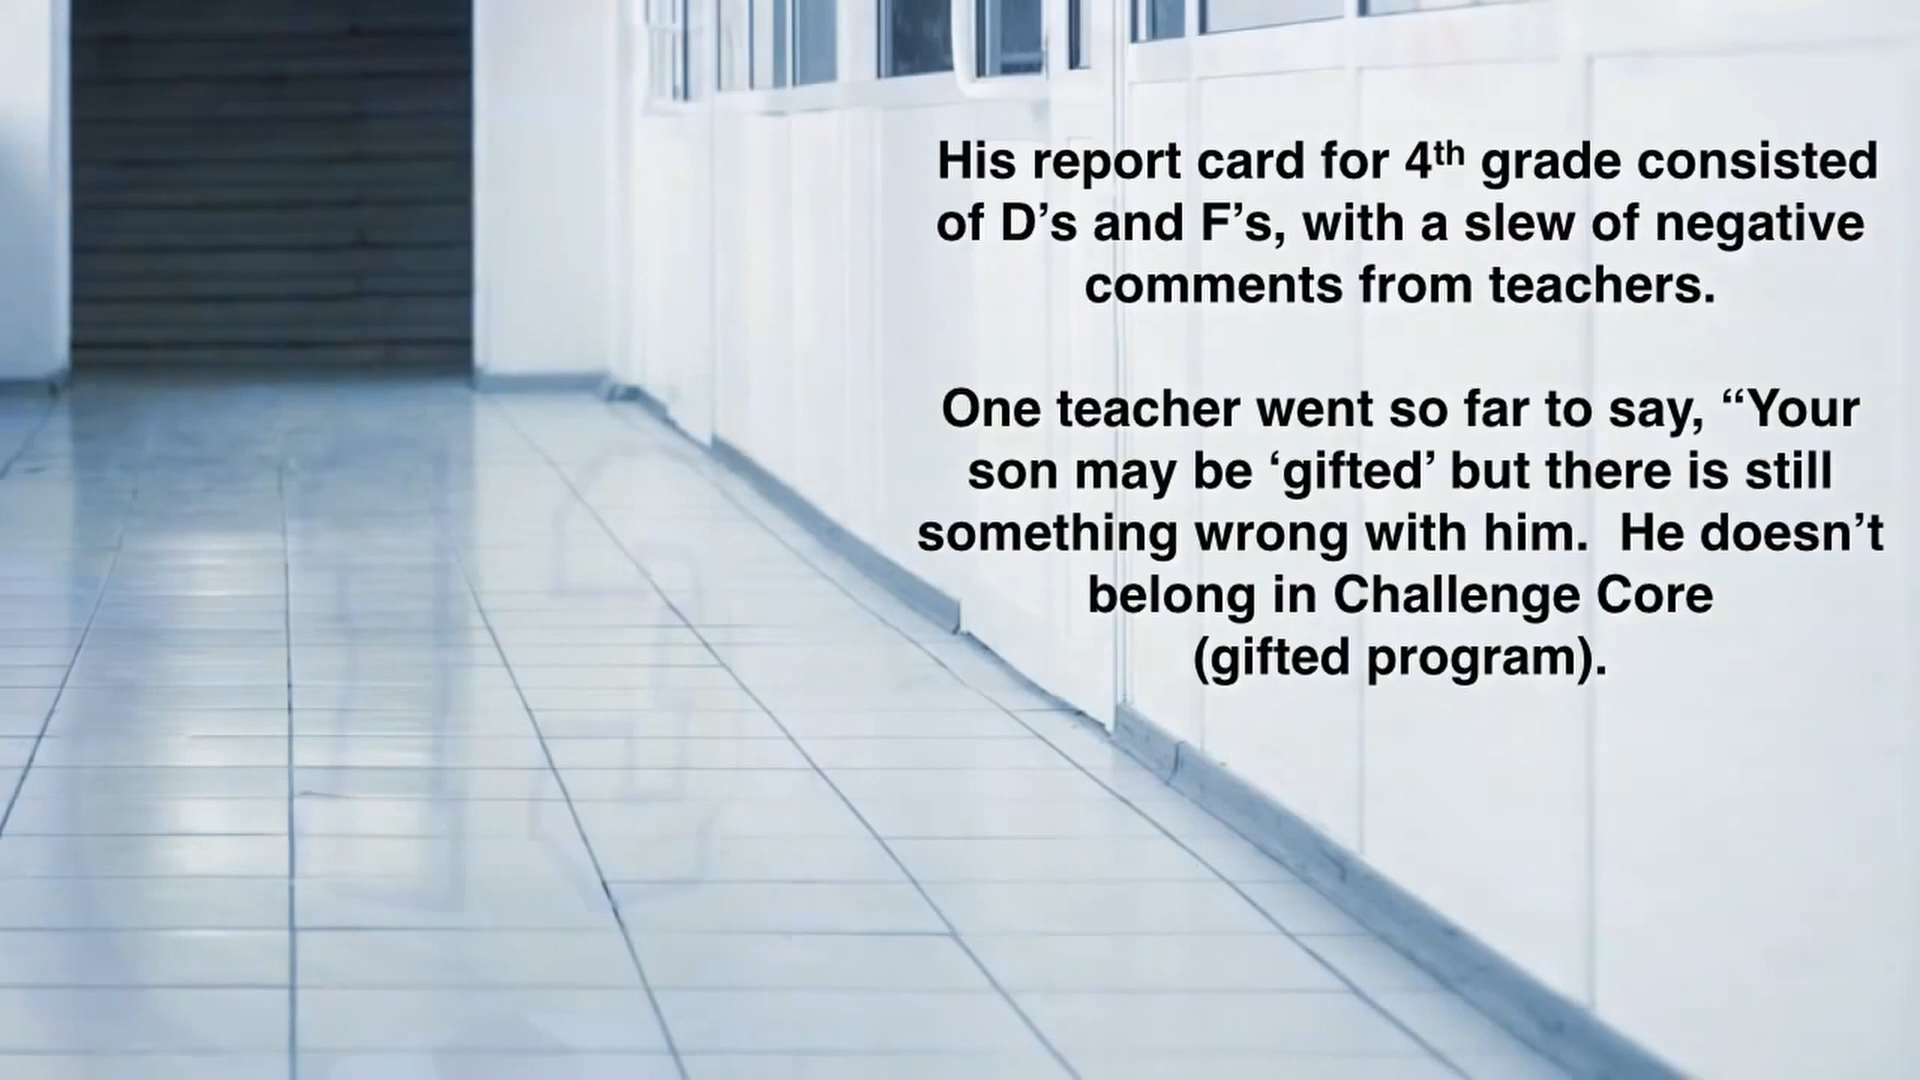 His report card for 4th grade consisted
of D’s and F’s, with a slew of negative
comments from teachers.
One teacher went so far to say, “Your
son may be ‘gifted’ but there is still
something wrong with him.  He doesn’t
belong in Challenge Core
(gifted program).